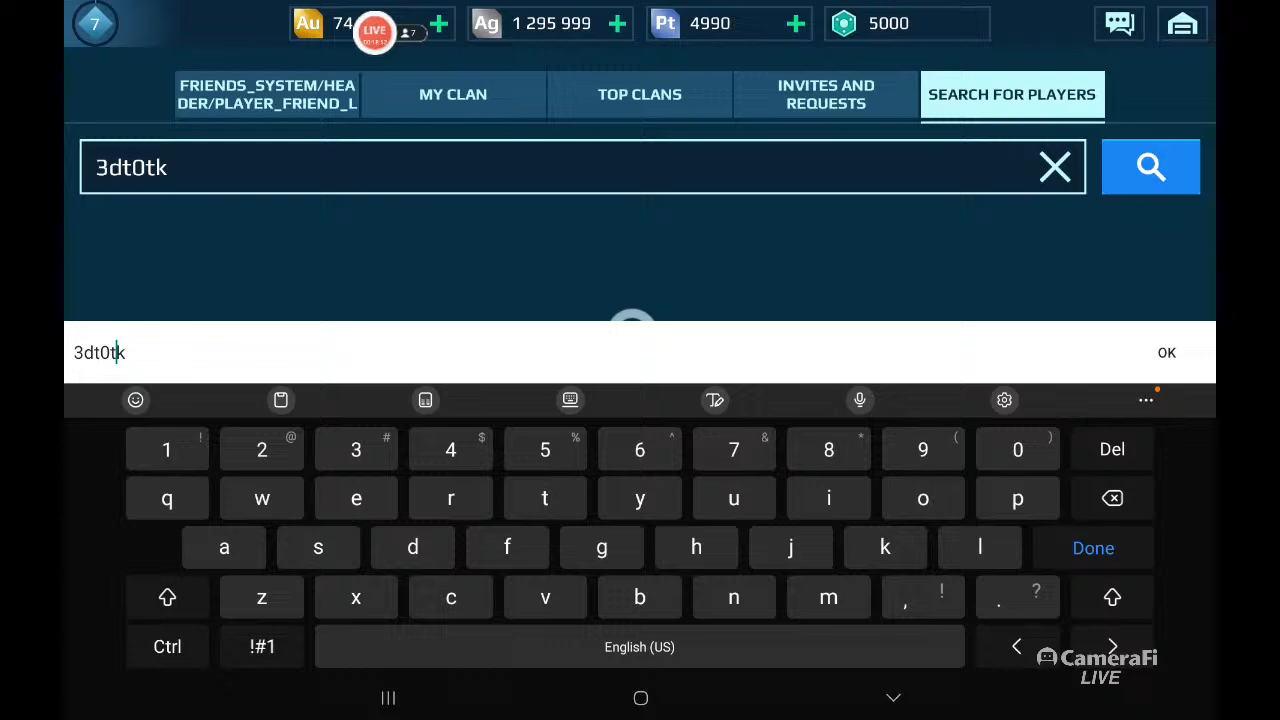 7
Au 74
LIVE
7
Ag 1 295 999
Pt 4990
5000
FRIENDS_SYSTEM/HEA
DER/PLAYER_FRIEND_L
MY CLAN
TOP CLANS
INVITES AND
REQUESTS
SEARCH FOR PLAYERS
3dt0tk
3dt0tk
OK
1 ! 2 @ 3 # 4 $ 5 % 6 ^ 7 & 8 * 9 ( 0 ) Del
q w e r t y u i o p
a s d f g h j k l Done
z x c v b n m , ! . ?
Ctrl !#1 English (US) < >
CameraFi
LIVE